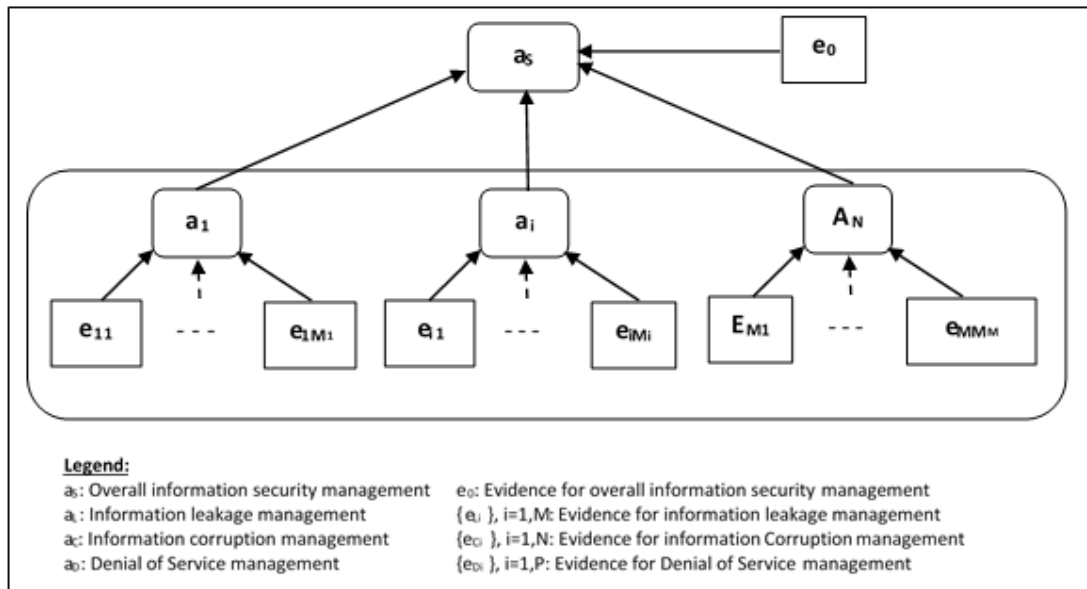 aS
e0
a1
ai
AN
e11
- - -
e1M1
ei1
- - -
eiMi
EM1
- - -
eMMM
Legend:
aS: Overall information security management
e0: Evidence for overall information security management
aL: Information leakage management
{eLi }, i=1,M: Evidence for information leakage management
aC: Information corruption management
{eCi }, i=1,N: Evidence for information Corruption management
aD: Denial of Service management
{eDi }, i=1,P: Evidence for Denial of Service management